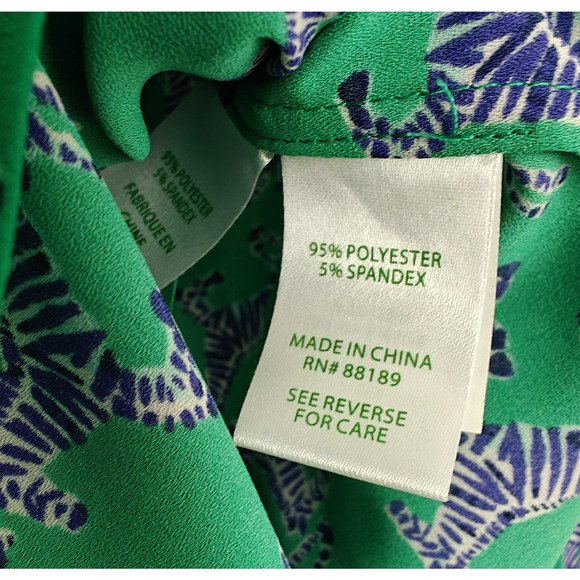 95% POLYESTER
5% SPANDEX
FABRIQUE EN
CHINE
95% POLYESTER
5% SPANDEX
MADE IN CHINA
RN# 88189
SEE REVERSE
FOR CARE